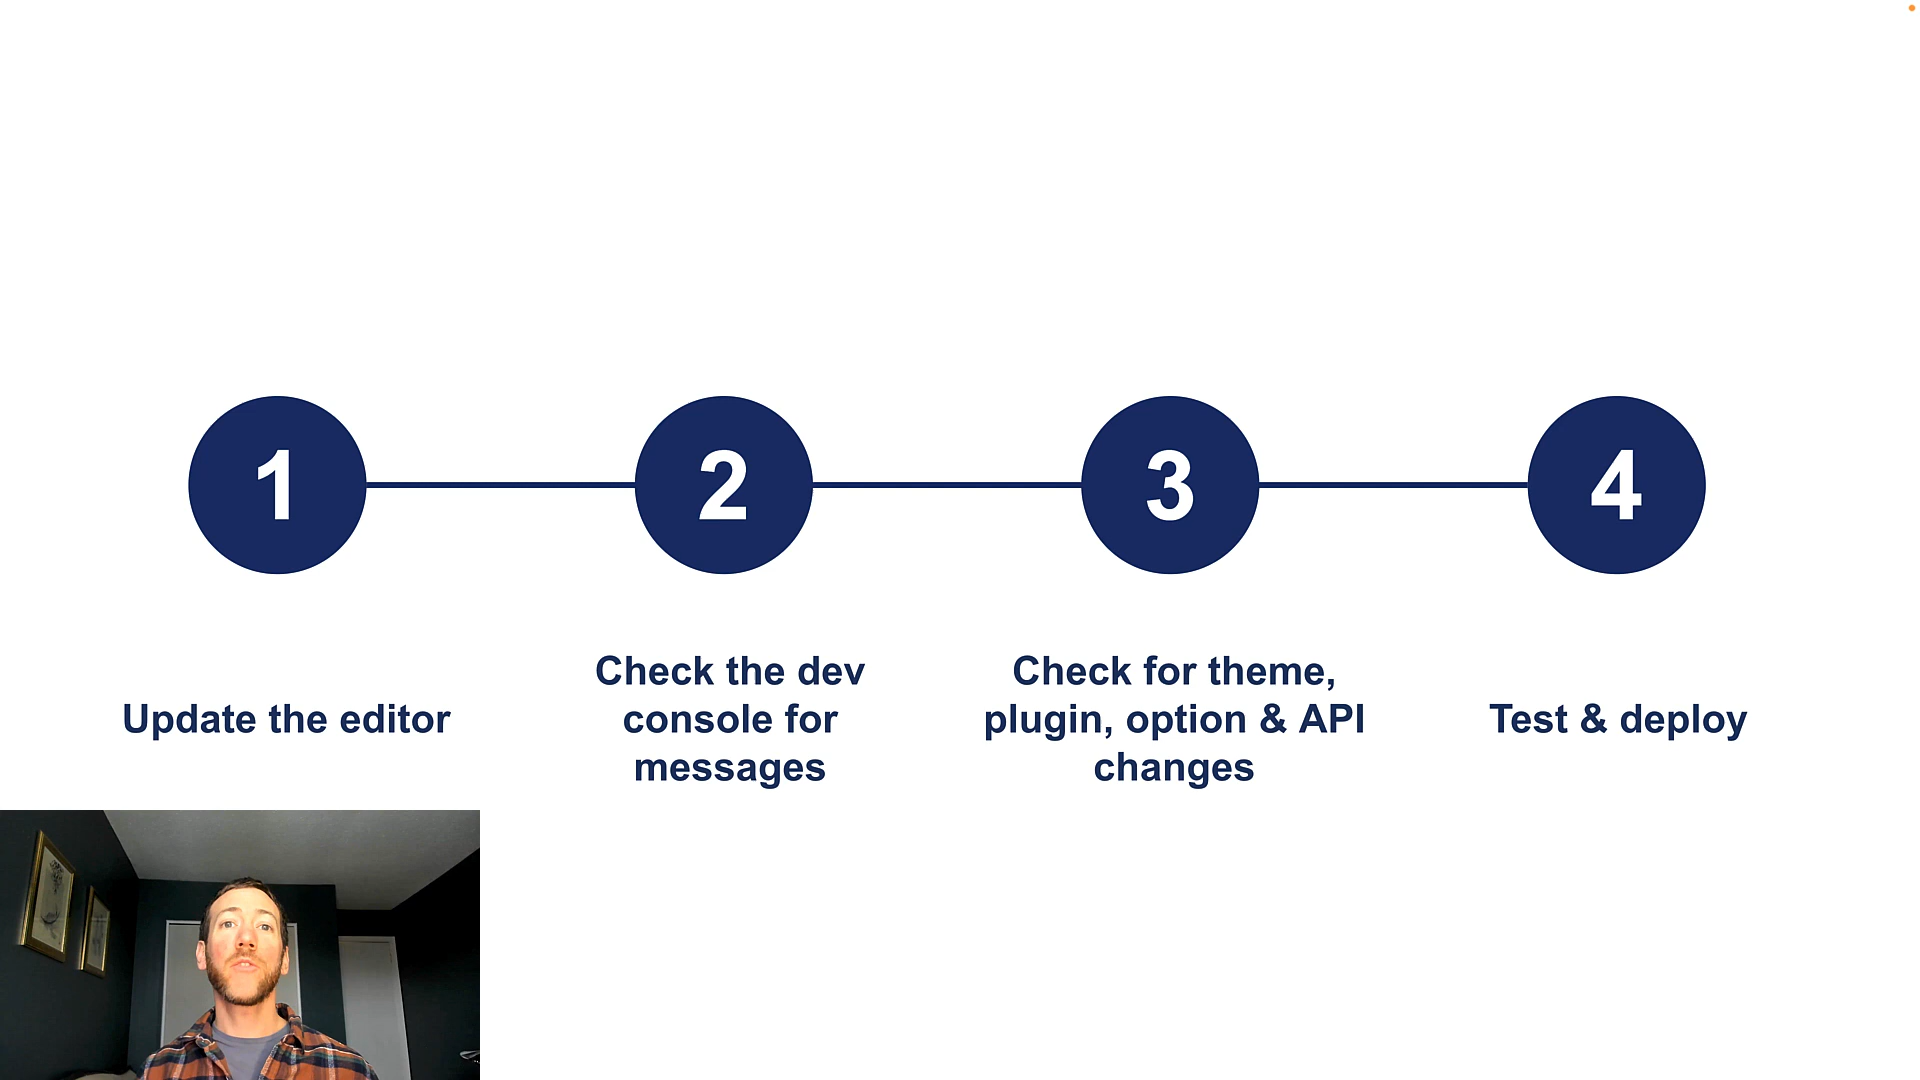 1
2
3
4
Update the editor
Check the dev
console for
messages
Check for theme,
plugin, option & API
changes
Test & deploy